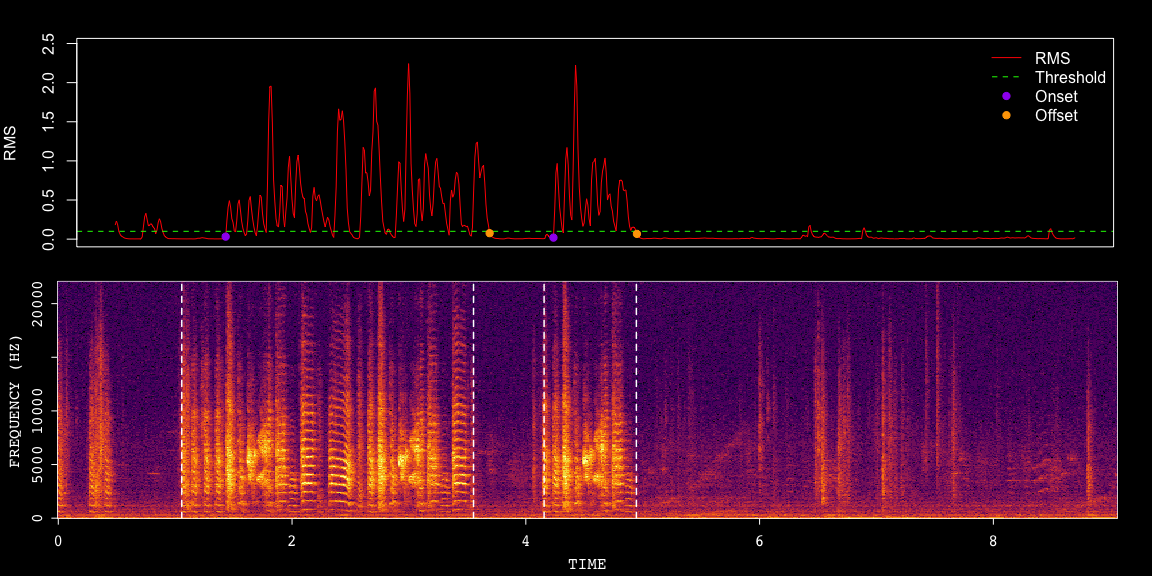 RMS
2.5
2.0
1.5
1.0
0.5
0.0
RMS
Threshold
Onset
Offset
FREQUENCY (HZ)
20000
10000
5000
0
0 2 4 6 8
TIME